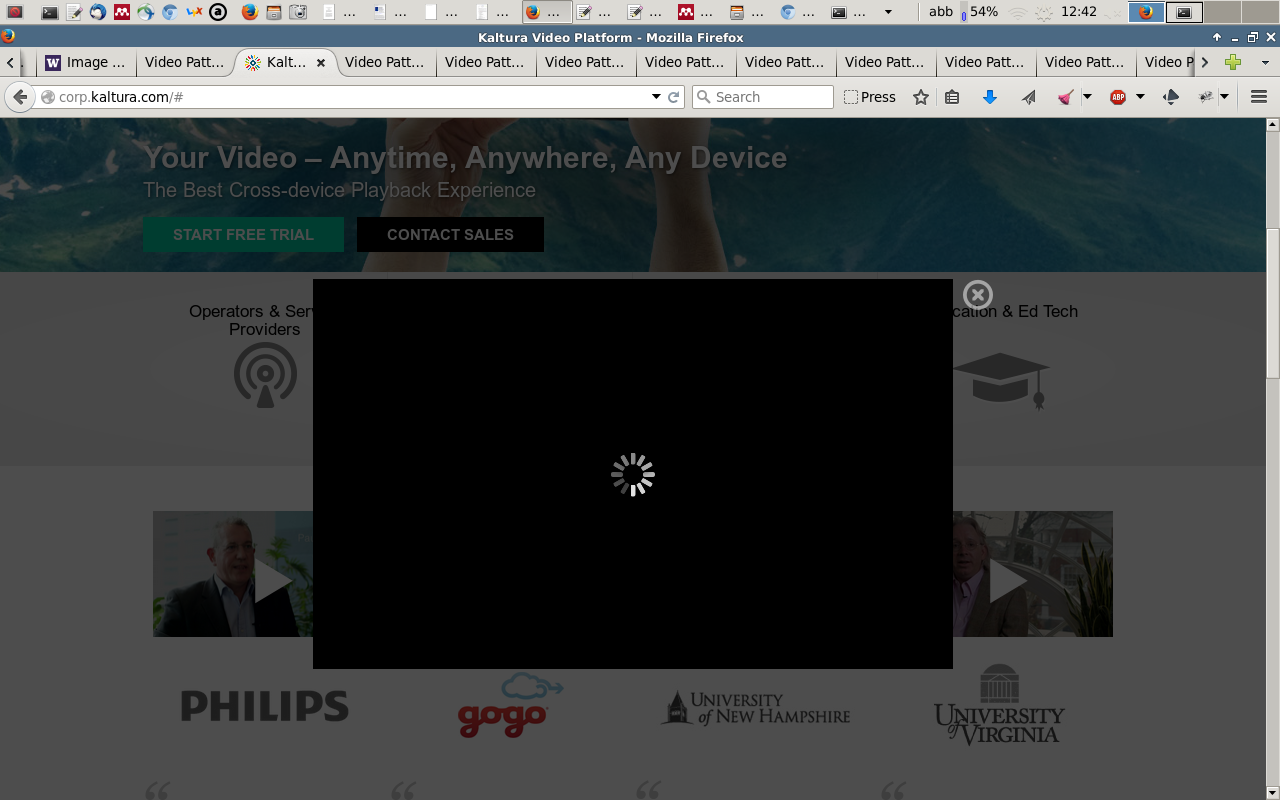 ... ... ... ... ... ... ... ... ... ... ... ... abb 54% 12:42
Kaltura Video Platform - Mozilla Firefox
Image ... Video Patt... Kalt... Video Patt... Video Patt... Video Patt... Video Patt... Video Patt... Video Patt... Video Patt... Video Patt... Video P
corp.kaltura.com/# Search Press ABP
Your Video – Anytime, Anywhere, Any Device
The Best Cross-device Playback Experience
START FREE TRIAL CONTACT SALES
Operators & Serv
Providers
cation & Ed Tech
PHILIPS
gogo
UNIVERSITY
of NEW HAMPSHIRE
UNIVERSITY
of VIRGINIA
“ “ “ “